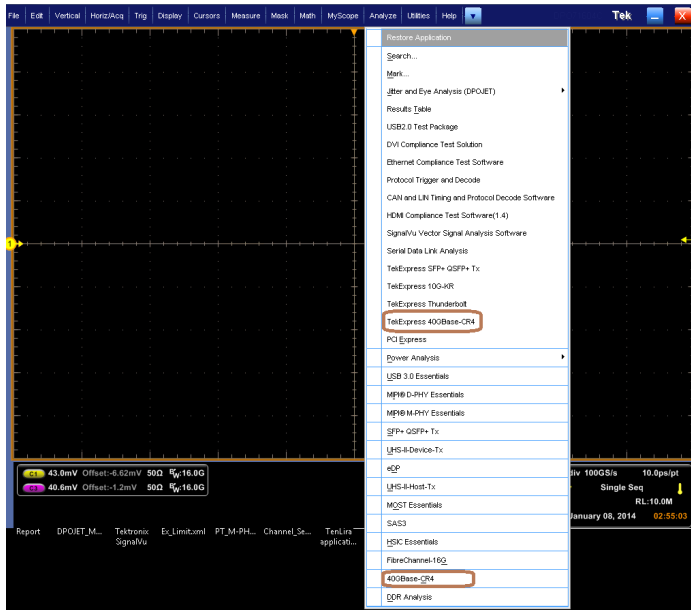 File Edit Vertical Horiz/Acq Trig Display Cursors Measure Mask Math MyScope Analyze Utilities Help Tek
Restore Application
Search...
Mark...
Jitter and Eye Analysis (DPOJET)
Results Table
USB2.0 Test Package
DVI Compliance Test Solution
Ethernet Compliance Test Software
Protocol Trigger and Decode
CAN and LIN Timing and Protocol Decode Software
HDMI Compliance Test Software(1.4)
SignalVu Vector Signal Analysis Software
Serial Data Link Analysis
TekExpress SFP+ QSFP+ Tx
TekExpress 10G-KR
TekExpress Thunderbolt
TekExpress 40GBase-CR4
PCI Express
Power Analysis
USB 3.0 Essentials
MIPI® D-PHY Essentials
MIPI® M-PHY Essentials
SFP+ QSFP+ Tx
UHS-II-Device-Tx
eDP
UHS-II-Host-Tx
MOST Essentials
SAS3
HSIC Essentials
FibreChannel-16G
40GBase-CR4
DDR Analysis
1
C1 43.0mV Offset:-6.62mV 50Ω BW:16.0G
C3 40.6mV Offset:-1.2mV 50Ω BW:16.0G
div 100GS/s 10.0ps/pt
Single Seq
RL:10.0M
January 08, 2014 02:55:03
Report DPOJET_M... Tektronix SignalVu Ex_Limit.xml PT_M-PH... Channel_Se... TenLira applicati...